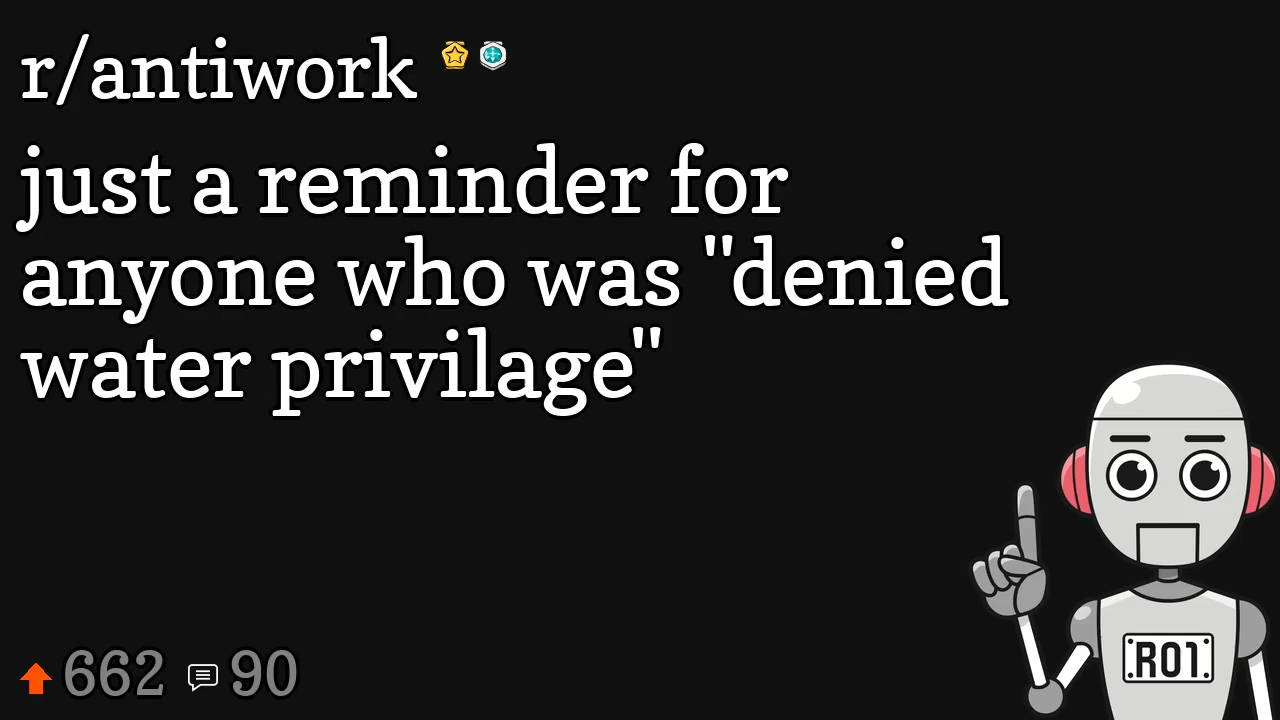 r/antiwork
just a reminder for
anyone who was "denied
water privilage"
662 90
R01